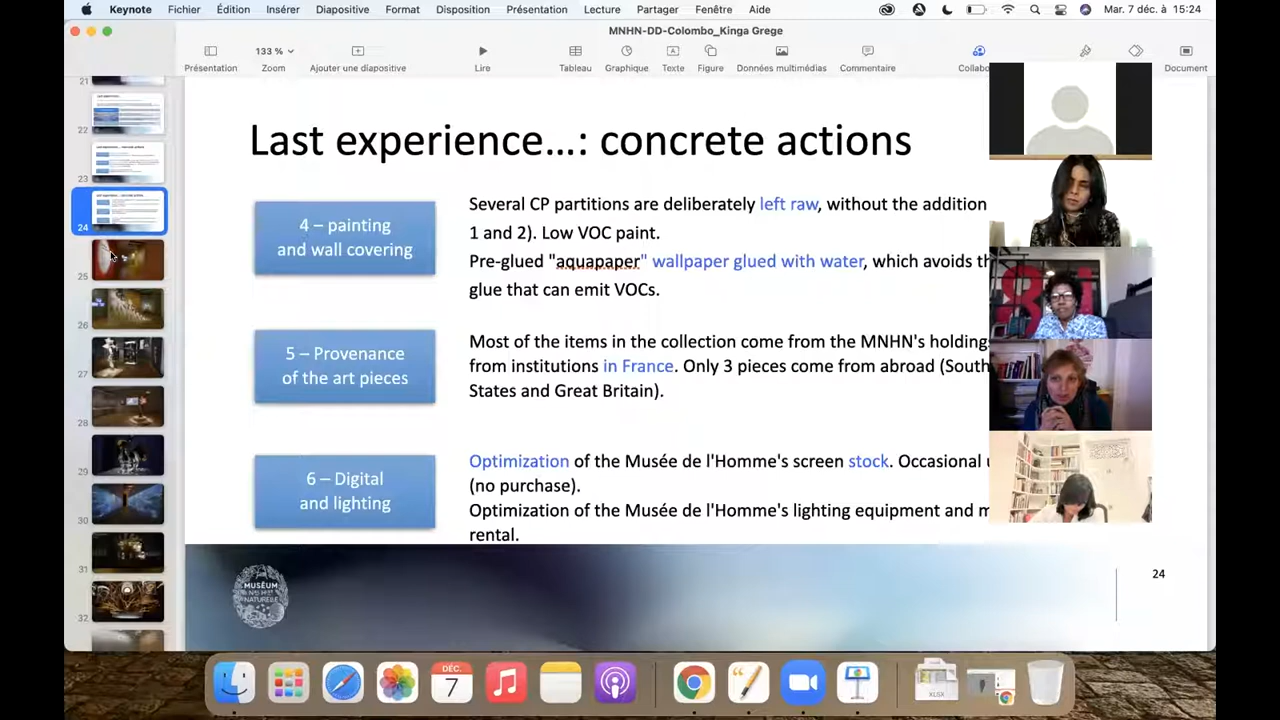 Keynote Fichier Édition Insérer Diapositive Format Disposition Présentation Lecture Partager Fenêtre Aide Mar. 7 déc. à 15:24
MNHN-DD-Colombo_Kinga Grege
133 %
Présentation Zoom Ajouter une diapositive Lire Tableau Graphique Texte Figure Données multimédias Commentaire Collabo Document
21
22
23
24
25
26
27
28
29
30
31
32
Last experience…: concrete actions
4 – painting
and wall covering
Several CP partitions are deliberately left raw, without the addition
1 and 2). Low VOC paint.
Pre-glued "aquapaper" wallpaper glued with water, which avoids th
glue that can emit VOCs.
5 – Provenance
of the art pieces
Most of the items in the collection come from the MNHN's holding
from institutions in France. Only 3 pieces come from abroad (South
States and Great Britain).
6 – Digital
and lighting
Optimization of the Musée de l'Homme's screen stock. Occasional u
(no purchase).
Optimization of the Musée de l'Homme's lighting equipment and m
rental.
MUSÉUM
NATURELLE
24
DÉC.
7
XLSX